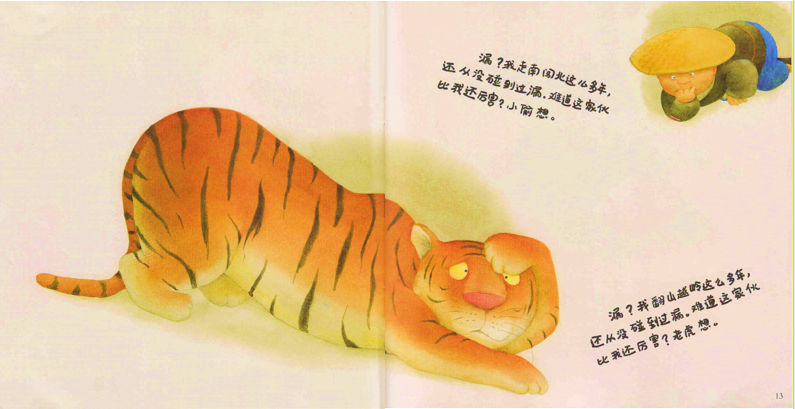 漏？我走南闯北这么多年，
还从没碰到过漏。难道这家伙
比我还厉害？小偷想。
漏？我翻山越岭这么多年，
还从没碰到过漏。难道这家伙
比我还厉害？老虎想。
13